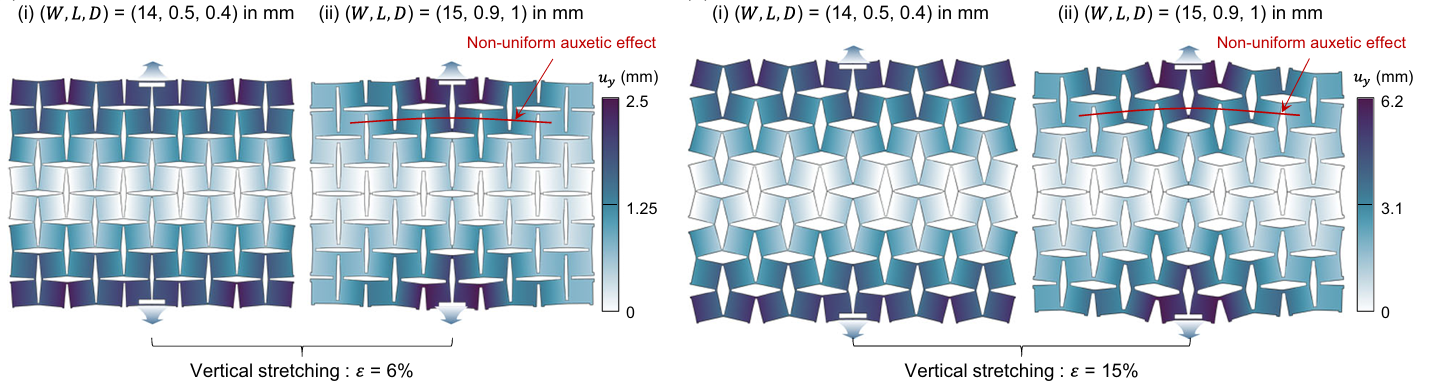 (i) (W, L, D) = (14, 0.5, 0.4) in mm
(ii) (W, L, D) = (15, 0.9, 1) in mm
Non-uniform auxetic effect
u_y (mm)
2.5
1.25
0
Vertical stretching : ε = 6%
(i) (W, L, D) = (14, 0.5, 0.4) in mm
(ii) (W, L, D) = (15, 0.9, 1) in mm
Non-uniform auxetic effect
u_y (mm)
6.2
3.1
0
Vertical stretching : ε = 15%